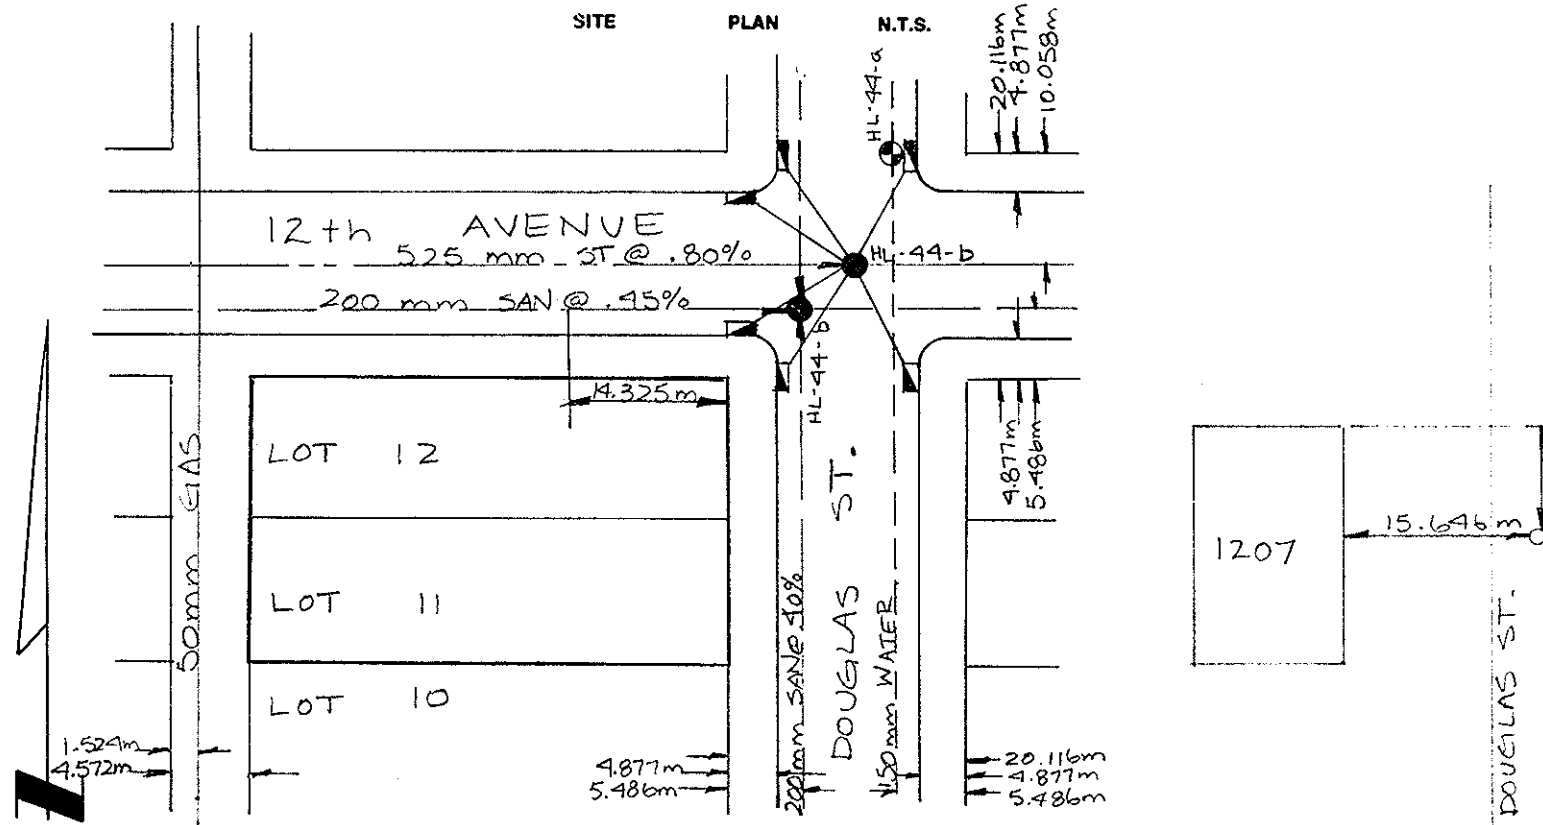 SITE PLAN N.T.S.
20.116m
4.877m
10.058m
HL-44-a
12th AVENUE
525 mm ST @ .80%
HL-44-b
200 mm SAN @ .45%
HL-44-b
14.325m
4.877m
5.486m
LOT 12
LOT 11
LOT 10
50mm GAS
DOUGLAS ST.
200mm SAN@ .40%
150mm WATER
1207
15.646m
DOUGLAS ST.
1.524m
4.572m
4.877m
5.486m
20.116m
4.877m
5.486m